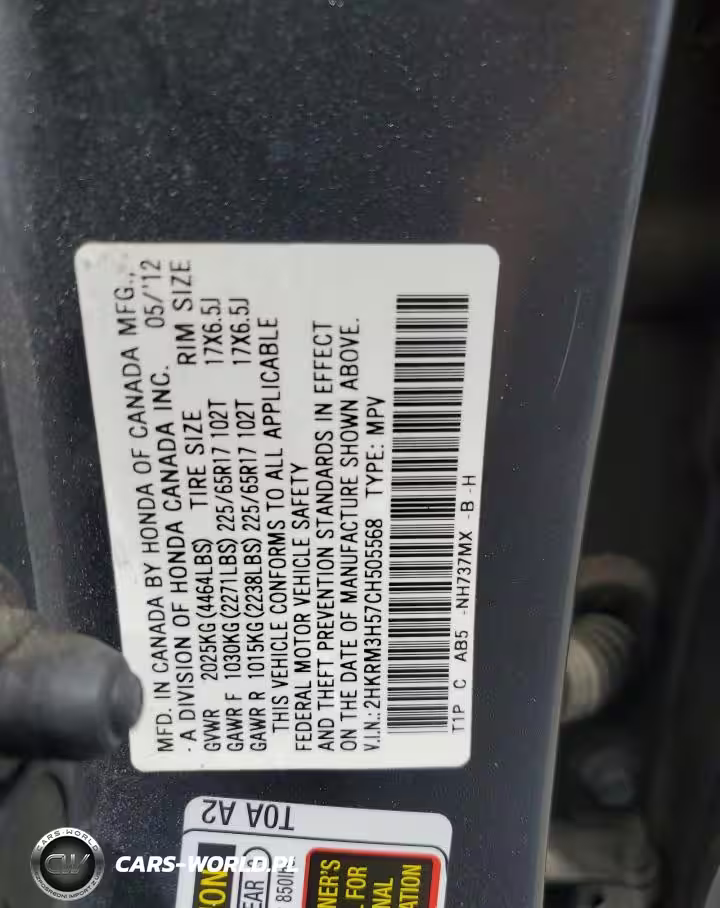 MFD. IN CANADA BY HONDA OF CANADA MFG.,
- A DIVISION OF HONDA CANADA INC. 05/'12
GVWR 2025KG(4464LBS) TIRE SIZE RIM SIZE
GAWR F 1030KG(2271LBS)225/65R17 102T 17X6.5J
GAWR R 1015KG(2238LBS)225/65R17 102T 17X6.5J
THIS VEHICLE CONFORMS TO ALL APPLICABLE
FEDERAL MOTOR VEHICLE SAFETY
AND THEFT PREVENTION STANDARDS IN EFFECT
ON THE DATE OF MANUFACTURE SHOWN ABOVE.
V.I.N.:2HKRM3H57CH505568 TYPE: MPV
T1P C AB5 -NH737MX -B -H
T0A A2
CARS-WORLD
CW
CARS-WORLD.PL